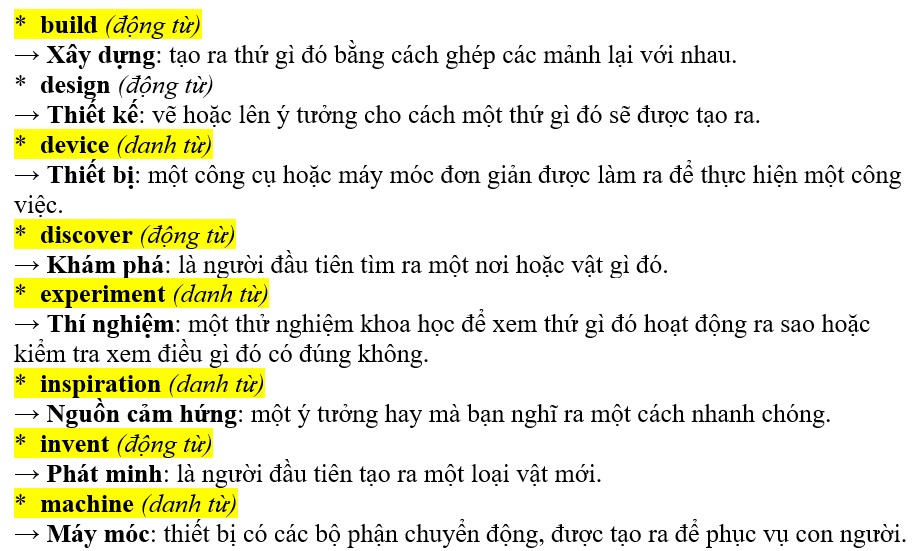 * build (động từ)
→ Xây dựng: tạo ra thứ gì đó bằng cách ghép các mảnh lại với nhau.
* design (động từ)
→ Thiết kế: vẽ hoặc lên ý tưởng cho cách một thứ gì đó sẽ được tạo ra.
* device (danh từ)
→ Thiết bị: một công cụ hoặc máy móc đơn giản được làm ra để thực hiện một công
việc.
* discover (động từ)
→ Khám phá: là người đầu tiên tìm ra một nơi hoặc vật gì đó.
* experiment (danh từ)
→ Thí nghiệm: một thử nghiệm khoa học để xem thứ gì đó hoạt động ra sao hoặc
kiểm tra xem điều gì đó có đúng không.
* inspiration (danh từ)
→ Nguồn cảm hứng: một ý tưởng hay mà bạn nghĩ ra một cách nhanh chóng.
* invent (động từ)
→ Phát minh: là người đầu tiên tạo ra một loại vật mới.
* machine (danh từ)
→ Máy móc: thiết bị có các bộ phận chuyển động, được tạo ra để phục vụ con người.